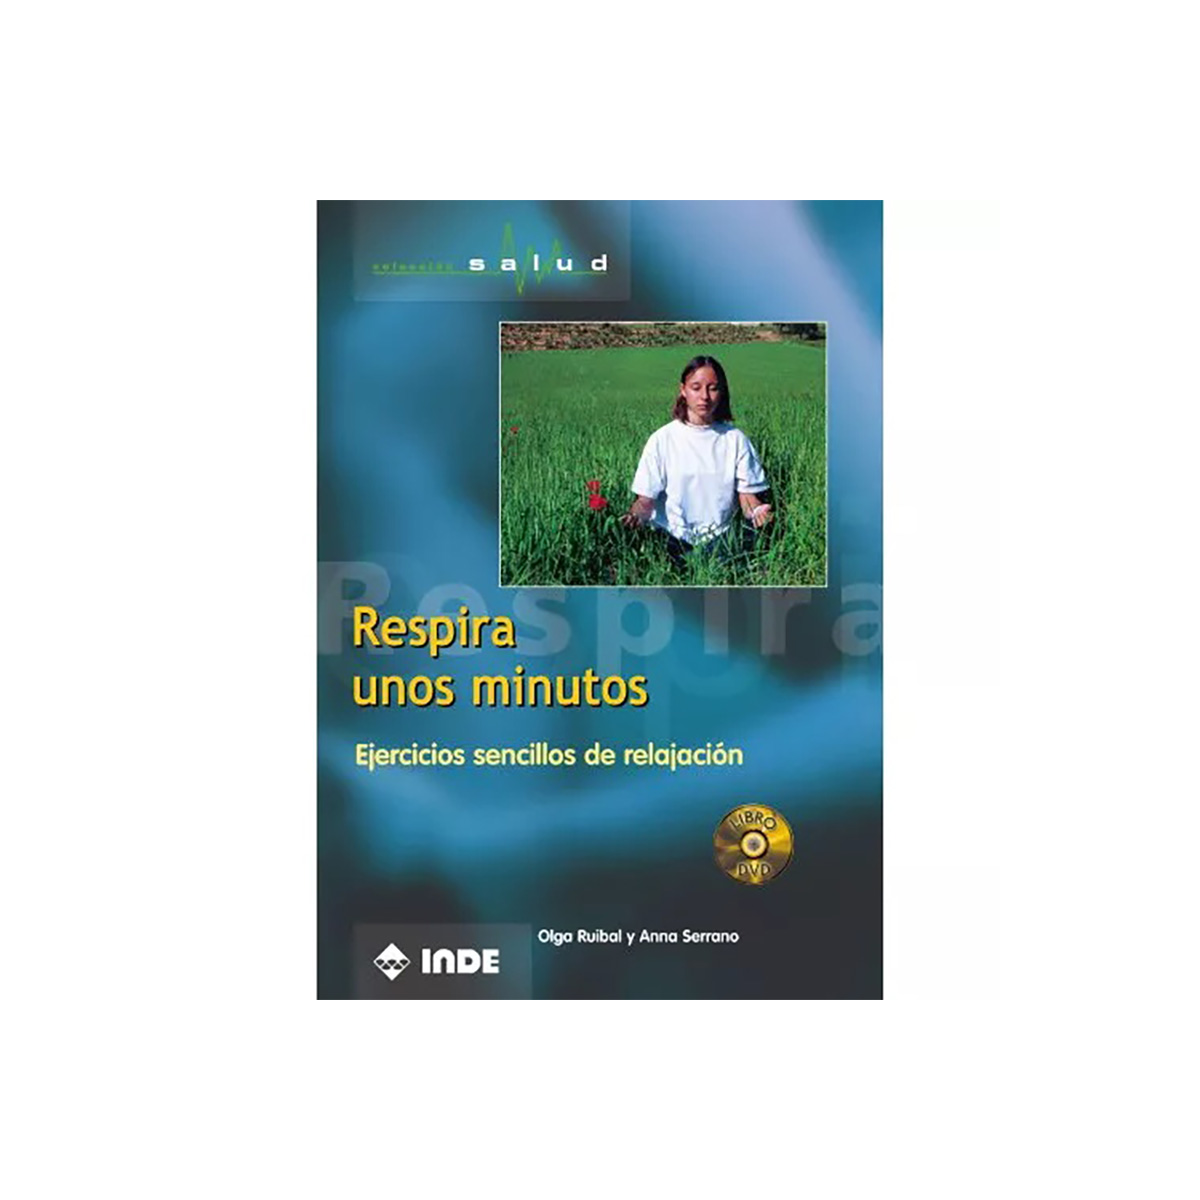 colección salud
Respira
Respira
unos minutos
Ejercicios sencillos de relajación
LIBRO
DVD
Olga Ruibal y Anna Serrano
INDE